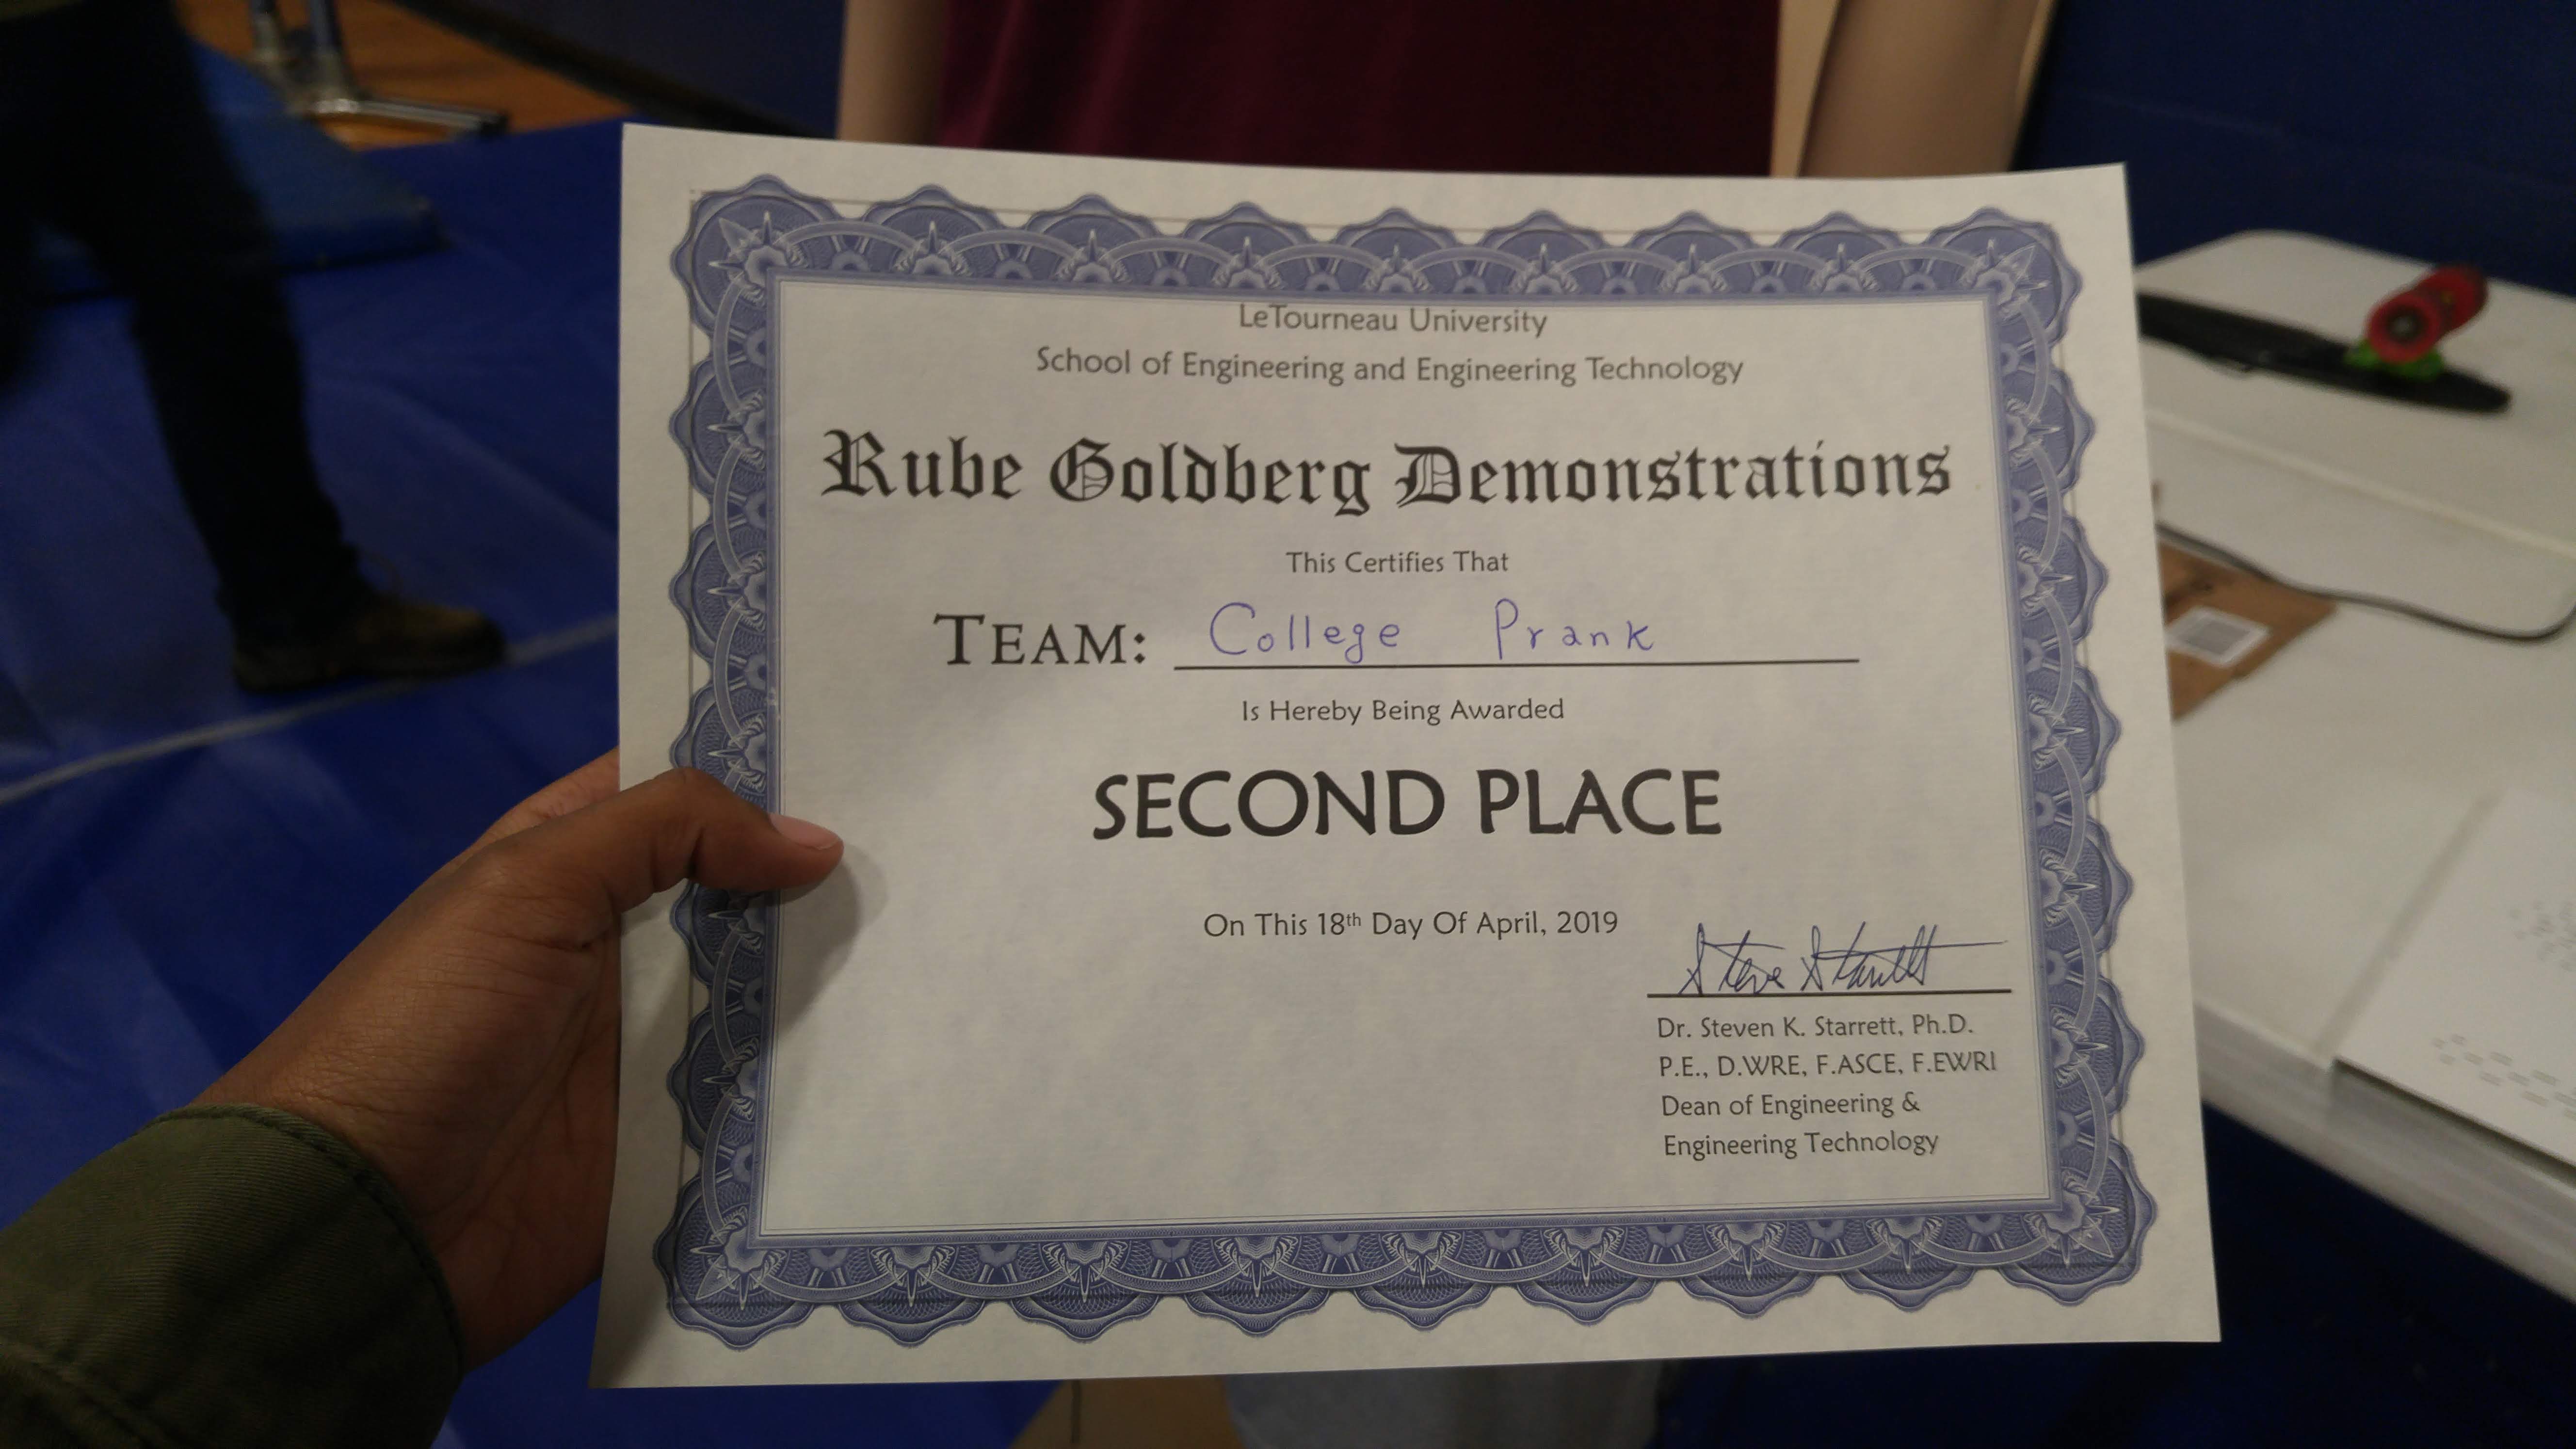 LeTourneau University
School of Engineering and Engineering Technology
Rube Goldberg Demonstrations
This Certifies That
TEAM: College Prank
Is Hereby Being Awarded
SECOND PLACE
On This 18th Day Of April, 2019
Steve Starrett
Dr. Steven K. Starrett, Ph.D.
P.E., D.WRE, F.ASCE, F.EWRI
Dean of Engineering &
Engineering Technology